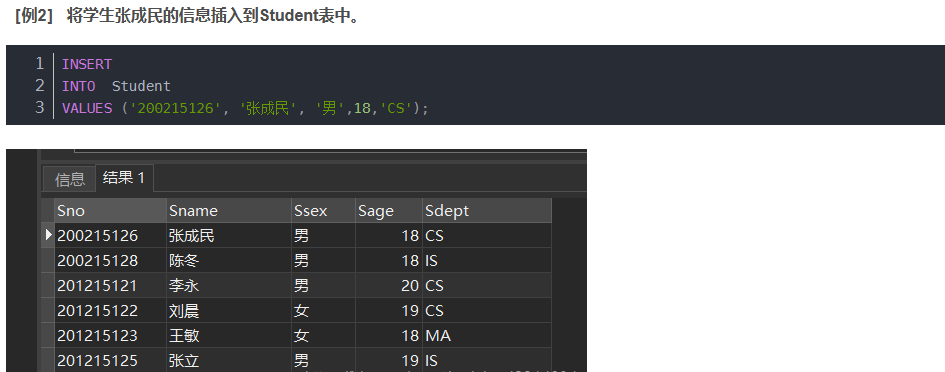 [例2]  将学生张成民的信息插入到Student表中。
1 INSERT
2 INTO  Student
3 VALUES ('200215126', '张成民', '男',18,'CS');
信息 结果 1
Sno Sname Ssex Sage Sdept
200215126 张成民 男 18 CS
200215128 陈冬 男 18 IS
201215121 李永 男 20 CS
201215122 刘晨 女 19 CS
201215123 王敏 女 18 MA
201215125 张立 男 19 IS